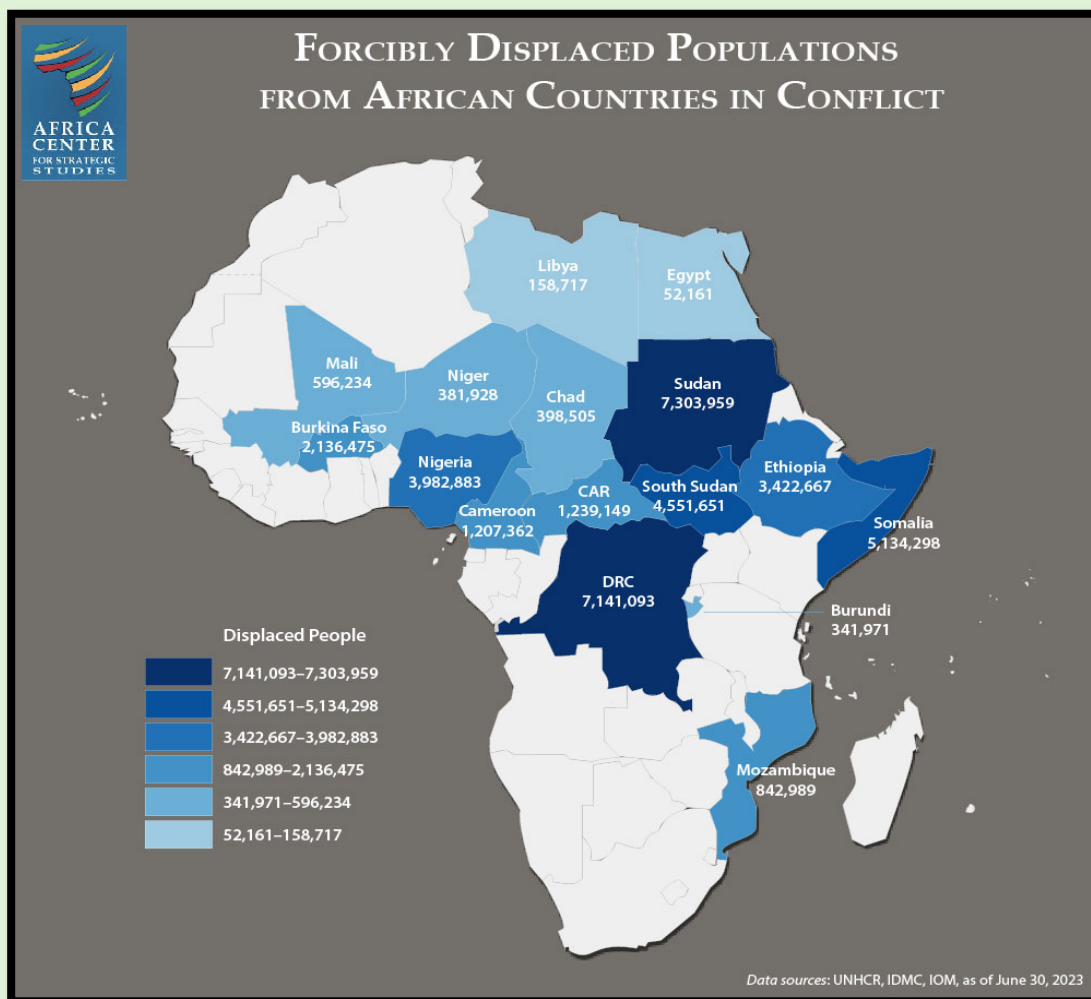 AFRICA
CENTER
FOR STRATEGIC
STUDIES
FORCIBLY DISPLACED POPULATIONS
FROM AFRICAN COUNTRIES IN CONFLICT
Libya
158,717
Egypt
52,161
Mali
596,234
Niger
381,928
Chad
398,505
Sudan
7,303,959
Burkina Faso
2,136,475
Nigeria
3,982,883
Cameroon
1,207,362
CAR
1,239,149
South Sudan
4,551,651
Ethiopia
3,422,667
Somalia
5,134,298
DRC
7,141,093
Burundi
341,971
Mozambique
842,989
Displaced People
7,141,093–7,303,959
4,551,651–5,134,298
3,422,667–3,982,883
842,989–2,136,475
341,971–596,234
52,161–158,717
Data sources: UNHCR, IDMC, IOM, as of June 30, 2023